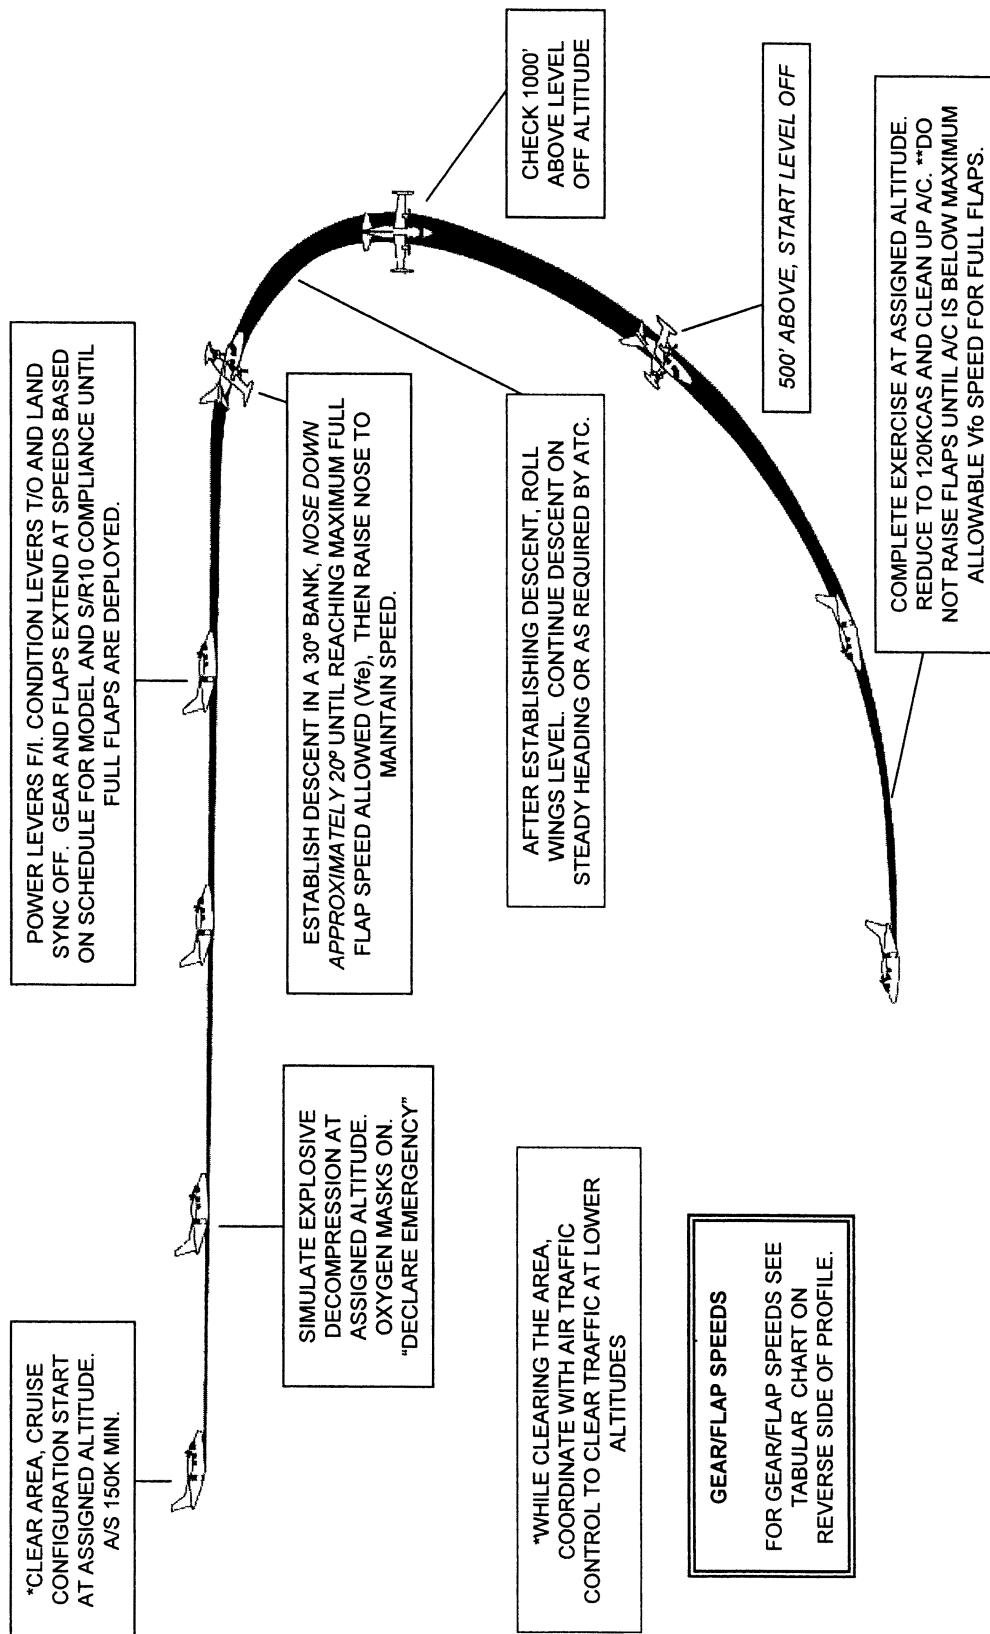 *CLEAR AREA, CRUISE
CONFIGURATION START
AT ASSIGNED ALTITUDE.
A/S 150K MIN.
SIMULATE EXPLOSIVE
DECOMPRESSION AT
ASSIGNED ALTITUDE.
OXYGEN MASKS ON.
“DECLARE EMERGENCY”
POWER LEVERS F/I. CONDITION LEVERS T/O AND LAND
SYNC OFF. GEAR AND FLAPS EXTEND AT SPEEDS BASED
ON SCHEDULE FOR MODEL AND S/R10 COMPLIANCE UNTIL
FULL FLAPS ARE DEPLOYED.
ESTABLISH DESCENT IN A 30º BANK, NOSE DOWN
APPROXIMATELY 20º UNTIL REACHING MAXIMUM FULL
FLAP SPEED ALLOWED (Vfe), THEN RAISE NOSE TO
MAINTAIN SPEED.
AFTER ESTABLISHING DESCENT, ROLL
WINGS LEVEL. CONTINUE DESCENT ON
STEADY HEADING OR AS REQUIRED BY ATC.
CHECK 1000'
ABOVE LEVEL
OFF ALTITUDE
500' ABOVE, START LEVEL OFF
COMPLETE EXERCISE AT ASSIGNED ALTITUDE.
REDUCE TO 120KCAS AND CLEAN UP A/C. **DO
NOT RAISE FLAPS UNTIL A/C IS BELOW MAXIMUM
ALLOWABLE Vfo SPEED FOR FULL FLAPS.
*WHILE CLEARING THE AREA,
COORDINATE WITH AIR TRAFFIC
CONTROL TO CLEAR TRAFFIC AT LOWER
ALTITUDES
GEAR/FLAP SPEEDS
FOR GEAR/FLAP SPEEDS SEE
TABULAR CHART ON
REVERSE SIDE OF PROFILE.